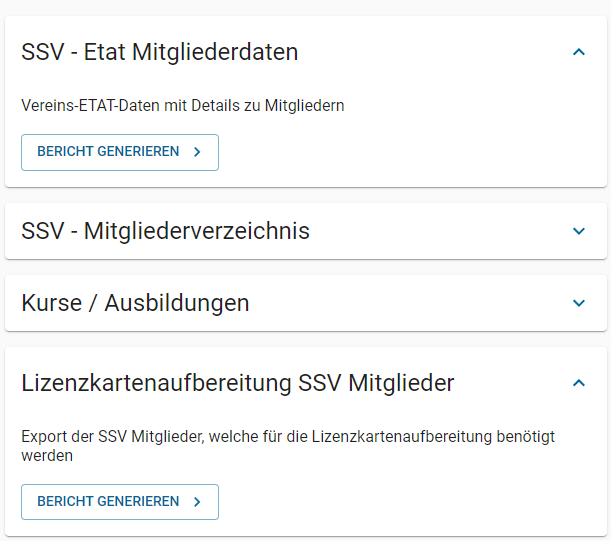 SSV - Etat Mitgliederdaten
Vereins-ETAT-Daten mit Details zu Mitgliedern
BERICHT GENERIEREN
SSV - Mitgliederverzeichnis
Kurse / Ausbildungen
Lizenzkartenaufbereitung SSV Mitglieder
Export der SSV Mitglieder, welche für die Lizenzkartenaufbereitung benötigt
werden
BERICHT GENERIEREN